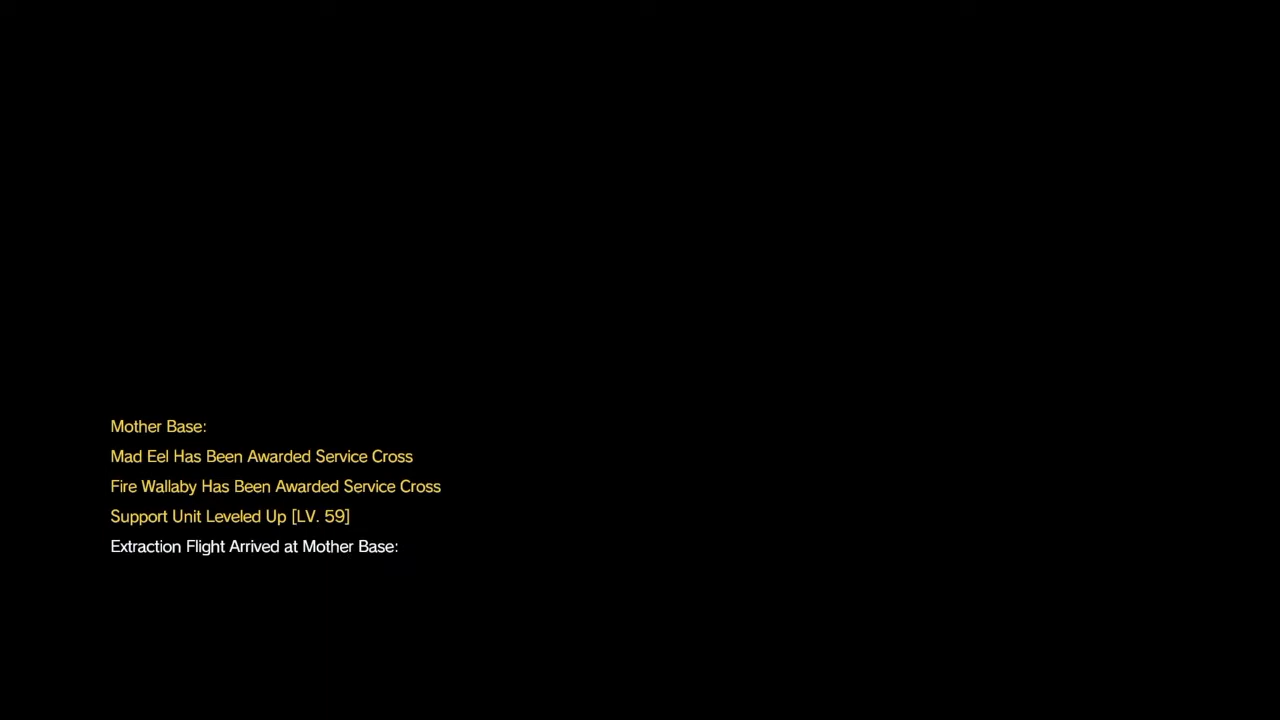 Mother Base:
Mad Eel Has Been Awarded Service Cross
Fire Wallaby Has Been Awarded Service Cross
Support Unit Leveled Up [LV. 59]
Extraction Flight Arrived at Mother Base: